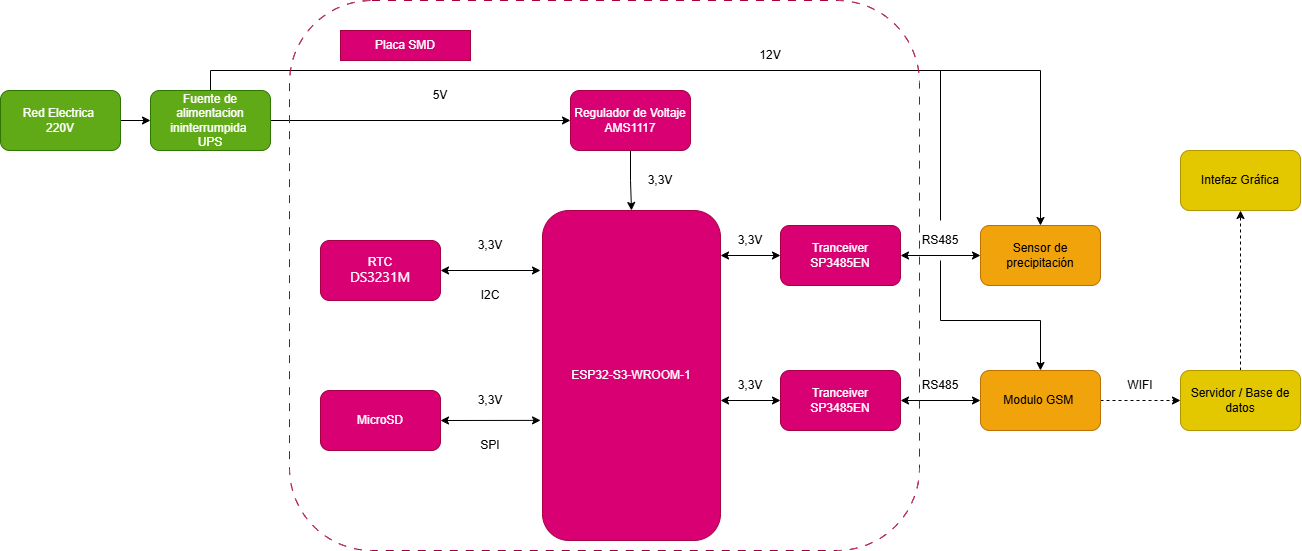 Placa SMD
12V
Red Electrica
220V
Fuente de
alimentacion
ininterrumpida
UPS
5V
Regulador de Voltaje
AMS1117
3,3V
Intefaz Gráfica
RTC
DS3231M
3,3V
I2C
3,3V
Tranceiver
SP3485EN
RS485
Sensor de
precipitación
ESP32-S3-WROOM-1
MicroSD
3,3V
SPI
3,3V
Tranceiver
SP3485EN
RS485
Modulo GSM
WIFI
Servidor / Base de
datos